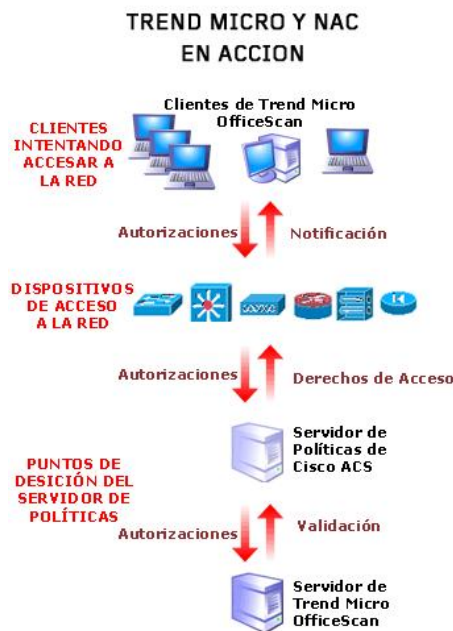 TREND MICRO Y NAC
EN ACCION
Clientes de Trend Micro
OfficeScan
CLIENTES
INTENTANDO
ACCESAR A
LA RED
Autorizaciones
Notificación
DISPOSITIVOS
DE ACCESO
A LA RED
Autorizaciones
Derechos de Acceso
Servidor de
Políticas de
Cisco ACS
PUNTOS DE
DESICIÓN DEL
SERVIDOR DE
POLÍTICAS
Autorizaciones
Validación
Servidor de
Trend Micro
OfficeScan